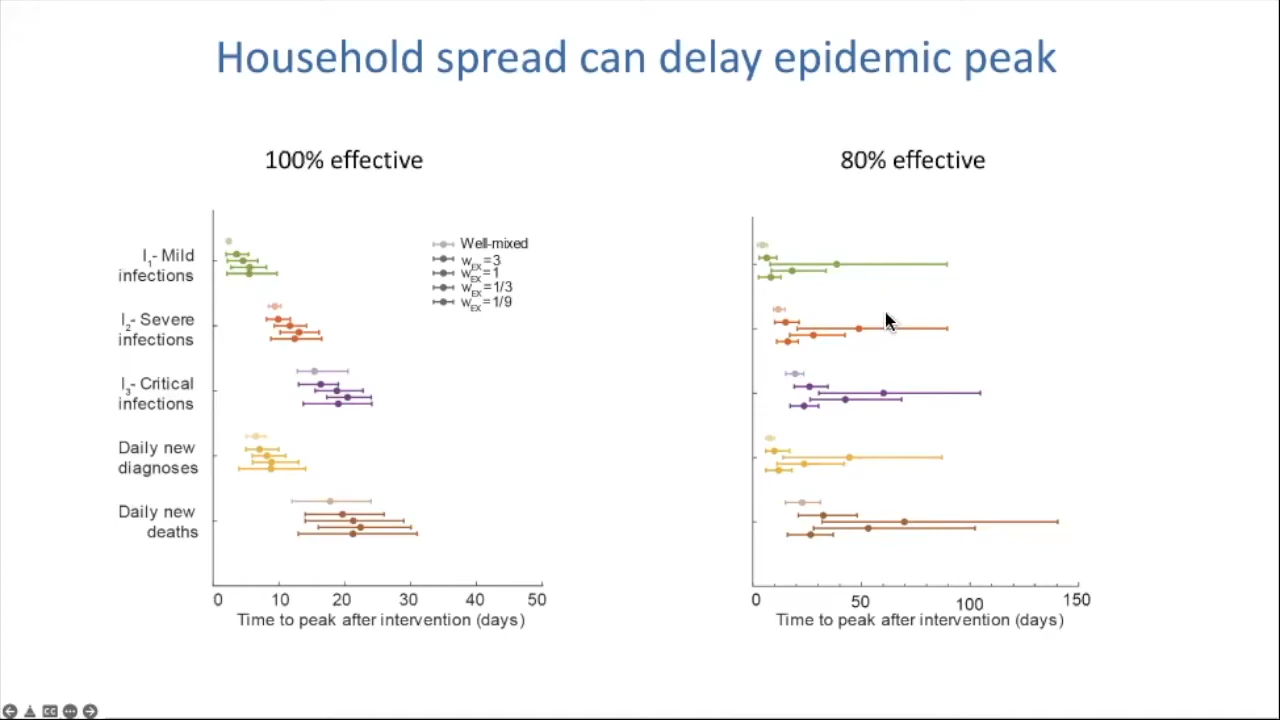 Household spread can delay epidemic peak
100% effective
80% effective
I1- Mild
infections
I2- Severe
infections
I3- Critical
infections
Daily new
diagnoses
Daily new
deaths
Well-mixed
wEX=3
wEX=1
wEX=1/3
wEX=1/9
0 10 20 30 40 50
Time to peak after intervention (days)
0 50 100 150
Time to peak after intervention (days)
CC